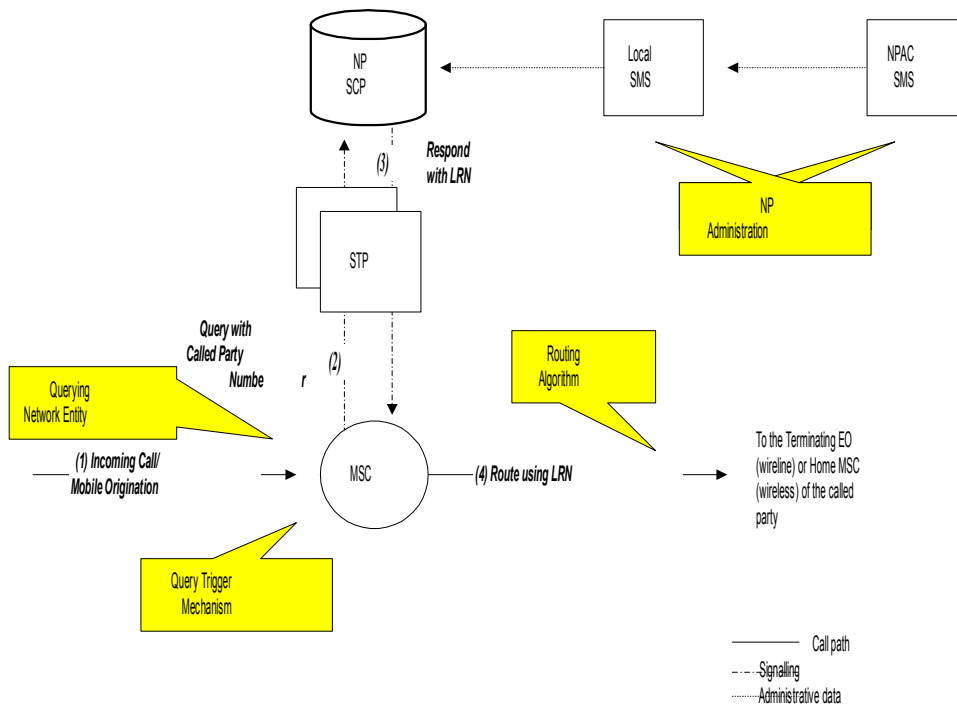 NP
SCP
Local
SMS
NPAC
SMS
(3)
Respond
with LRN
NP
Administration
STP
Query with
Called Party
Numbe r
(2)
Routing
Algorithm
Querying
Network Entity
(1) Incoming Call/
Mobile Origination
MSC
(4) Route using LRN
To the Terminating EO
(wireline) or Home MSC
(wireless) of the called
party
Query Trigger
Mechanism
Call path
Signalling
Administrative data